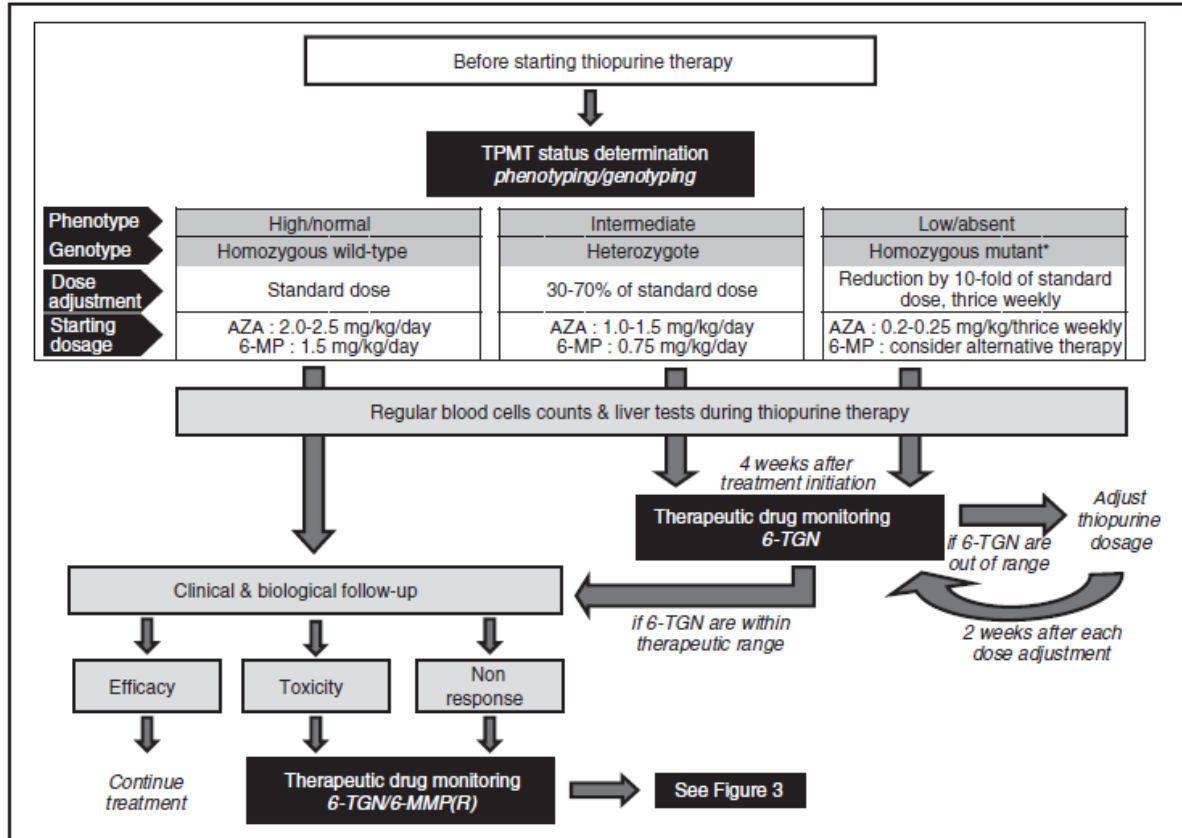 Before starting thiopurine therapy
TPMT status determination
phenotyping/genotyping
Phenotype
High/normal
Intermediate
Low/absent
Genotype
Homozygous wild-type
Heterozygote
Homozygous mutant*
Dose
adjustment
Standard dose
30-70% of standard dose
Reduction by 10-fold of standard
dose, thrice weekly
Starting
dosage
AZA : 2.0-2.5 mg/kg/day
6-MP : 1.5 mg/kg/day
AZA : 1.0-1.5 mg/kg/day
6-MP : 0.75 mg/kg/day
AZA : 0.2-0.25 mg/kg/thrice weekly
6-MP : consider alternative therapy
Regular blood cells counts & liver tests during thiopurine therapy
4 weeks after
treatment initiation
Therapeutic drug monitoring
6-TGN
if 6-TGN are
out of range
Adjust
thiopurine
dosage
2 weeks after each
dose adjustment
if 6-TGN are within
therapeutic range
Clinical & biological follow-up
Efficacy
Toxicity
Non
response
Continue
treatment
Therapeutic drug monitoring
6-TGN/6-MMP(R)
See Figure 3